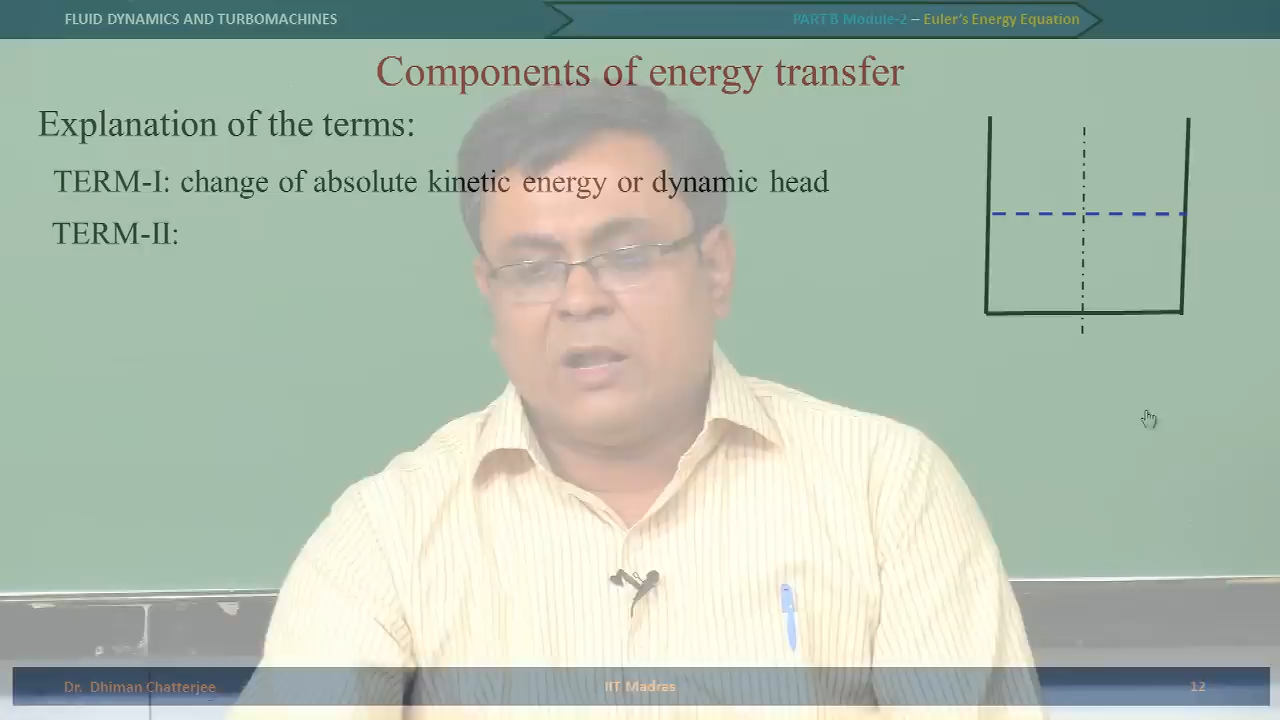 FLUID DYNAMICS AND TURBOMACHINES
PART B Module-2 – Euler's Energy Equation
Components of energy transfer
Explanation of the terms:
TERM-I: change of absolute kinetic energy or dynamic head
TERM-II:
Dr. Dhiman Chatterjee
IIT Madras
12